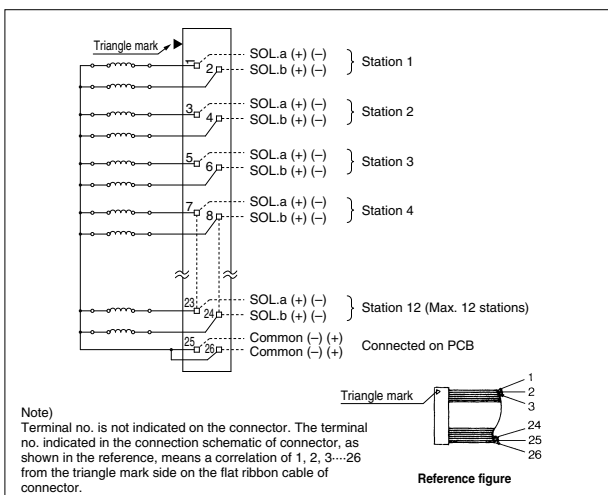 Triangle mark
1 SOL.a (+) (–)
2 SOL.b (+) (–)
Station 1
3 SOL.a (+) (–)
4 SOL.b (+) (–)
Station 2
5 SOL.a (+) (–)
6 SOL.b (+) (–)
Station 3
7 SOL.a (+) (–)
8 SOL.b (+) (–)
Station 4
23 SOL.a (+) (–)
24 SOL.b (+) (–)
Station 12 (Max. 12 stations)
25 Common (–) (+)
26 Common (–) (+)
Connected on PCB
Note)
Terminal no. is not indicated on the connector. The terminal
no. indicated in the connection schematic of connector, as
shown in the reference, means a correlation of 1, 2, 3····26
from the triangle mark side on the flat ribbon cable of
connector.
Triangle mark
1
2
3
24
25
26
Reference figure